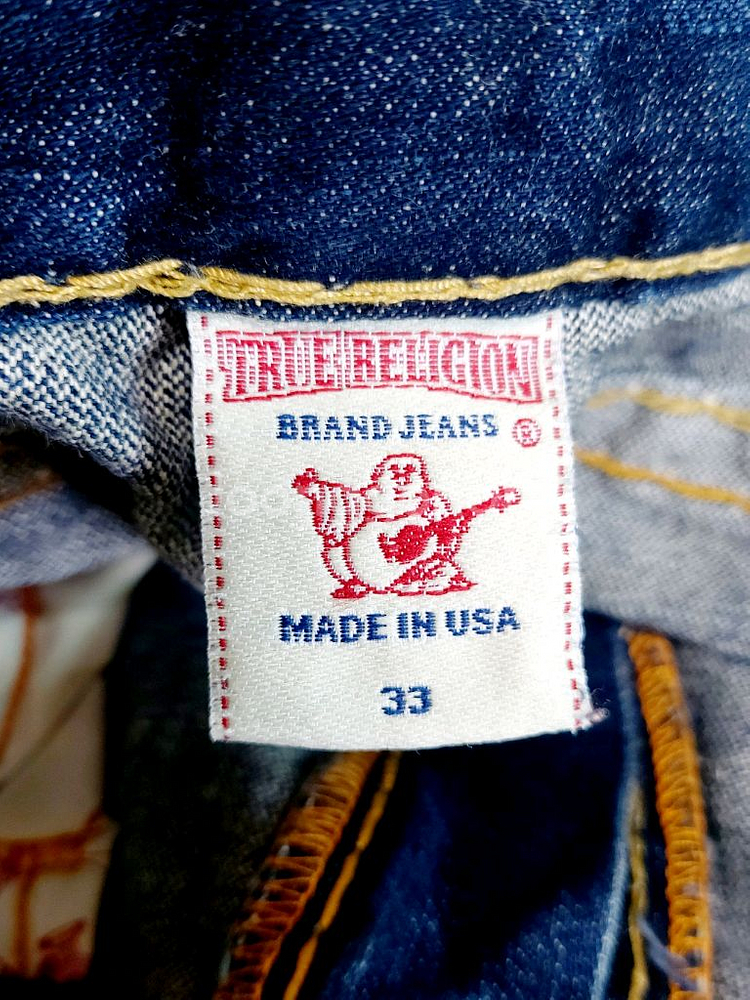 TRUE RELIGION
BRAND JEANS ®
MADE IN USA
33